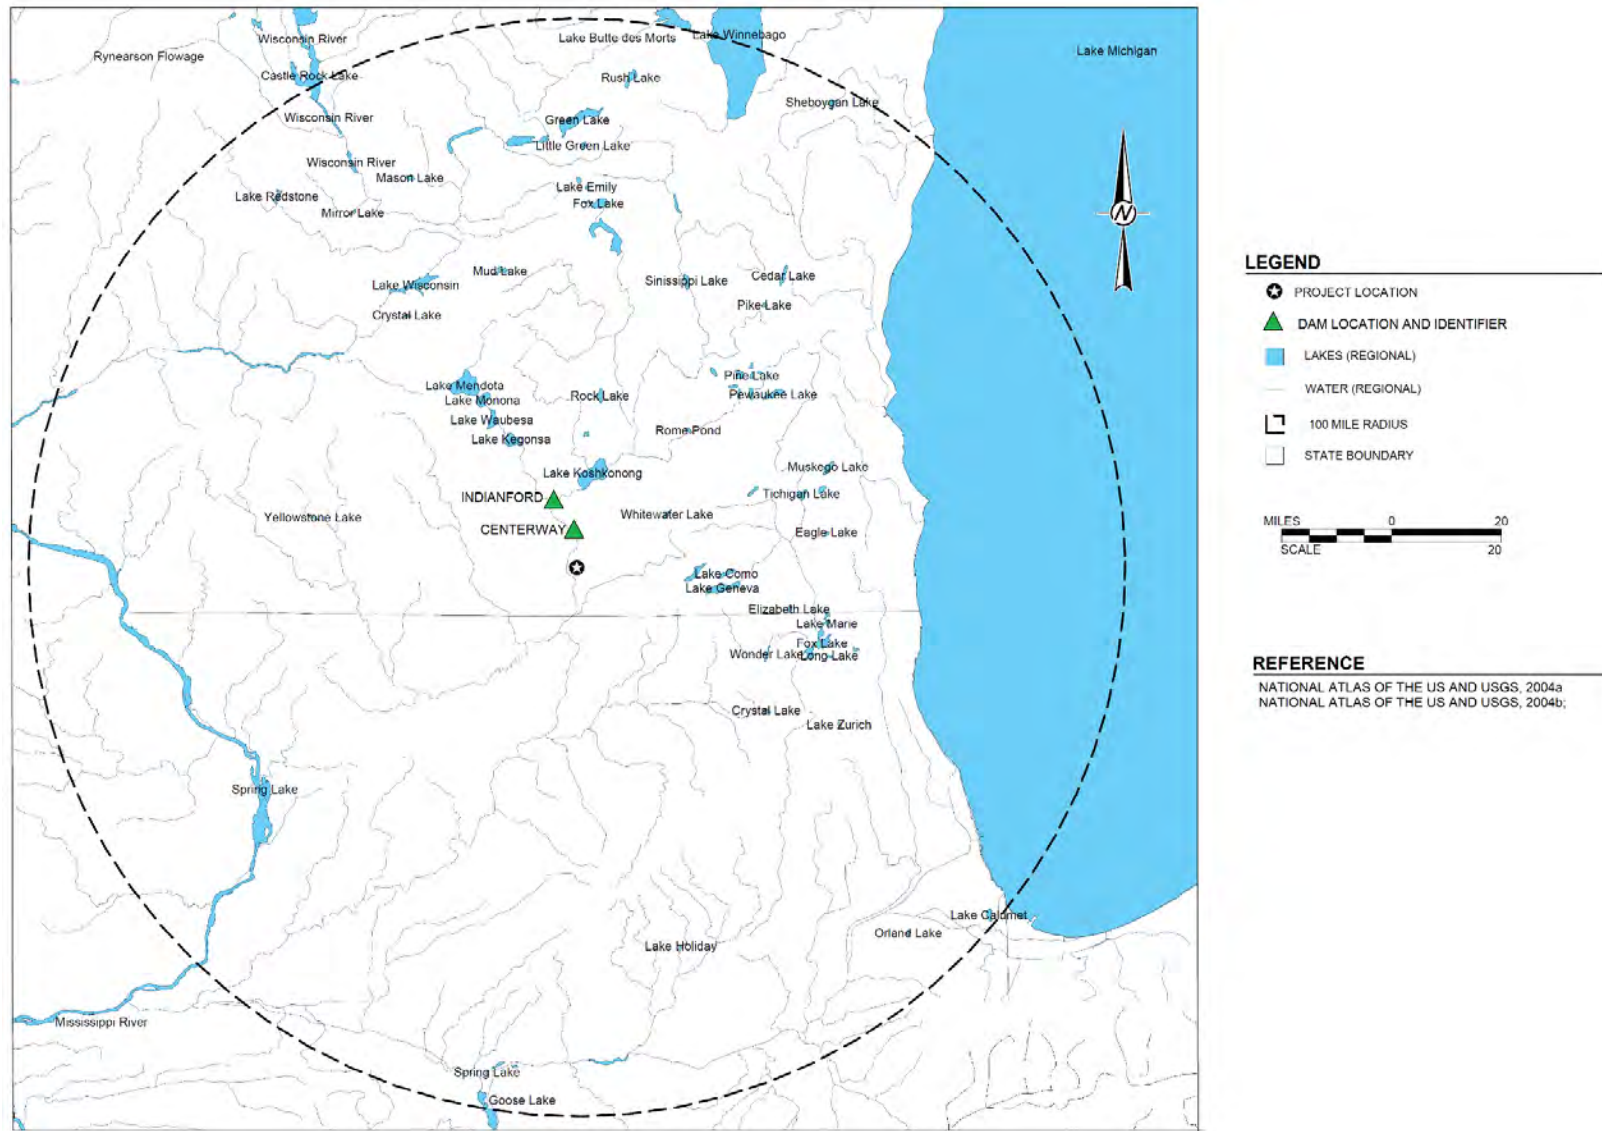 Wisconsin River
Lake Butte des Morts
Lake Winnebago
Lake Michigan
Rynearson Flowage
Castle Rock Lake
Rush Lake
Sheboygan Lake
Wisconsin River
Green Lake
Little Green Lake
Wisconsin River
Mason Lake
Lake Emily
Lake Redstone
Fox Lake
Mirror Lake
N
Mud Lake
Lake Wisconsin
Sinissippi Lake
Cedar Lake
Crystal Lake
Pike Lake
Pine Lake
Lake Mendota
Lake Monona
Rock Lake
Pewaukee Lake
Lake Waubesa
Rome Pond
Lake Kegonsa
Lake Koshkonong
Muskego Lake
INDIANFORD
Tichigan Lake
Yellowstone Lake
Whitewater Lake
CENTERWAY
Eagle Lake
Lake Como
Lake Geneva
Elizabeth Lake
Lake Marie
Fox Lake
Wonder Lake
Long Lake
Crystal Lake
Lake Zurich
Spring Lake
Lake Calumet
Orland Lake
Lake Holiday
Mississippi River
Spring Lake
Goose Lake
LEGEND
PROJECT LOCATION
DAM LOCATION AND IDENTIFIER
LAKES (REGIONAL)
WATER (REGIONAL)
100 MILE RADIUS
STATE BOUNDARY
MILES 0 20
SCALE 20
REFERENCE
NATIONAL ATLAS OF THE US AND USGS, 2004a
NATIONAL ATLAS OF THE US AND USGS, 2004b;